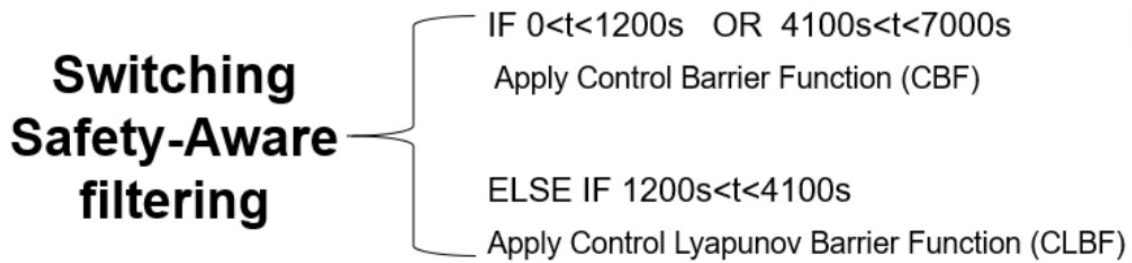 Switching
Safety-Aware
filtering
IF 0<t<1200s OR 4100s<t<7000s
Apply Control Barrier Function (CBF)
ELSE IF 1200s<t<4100s
Apply Control Lyapunov Barrier Function (CLBF)